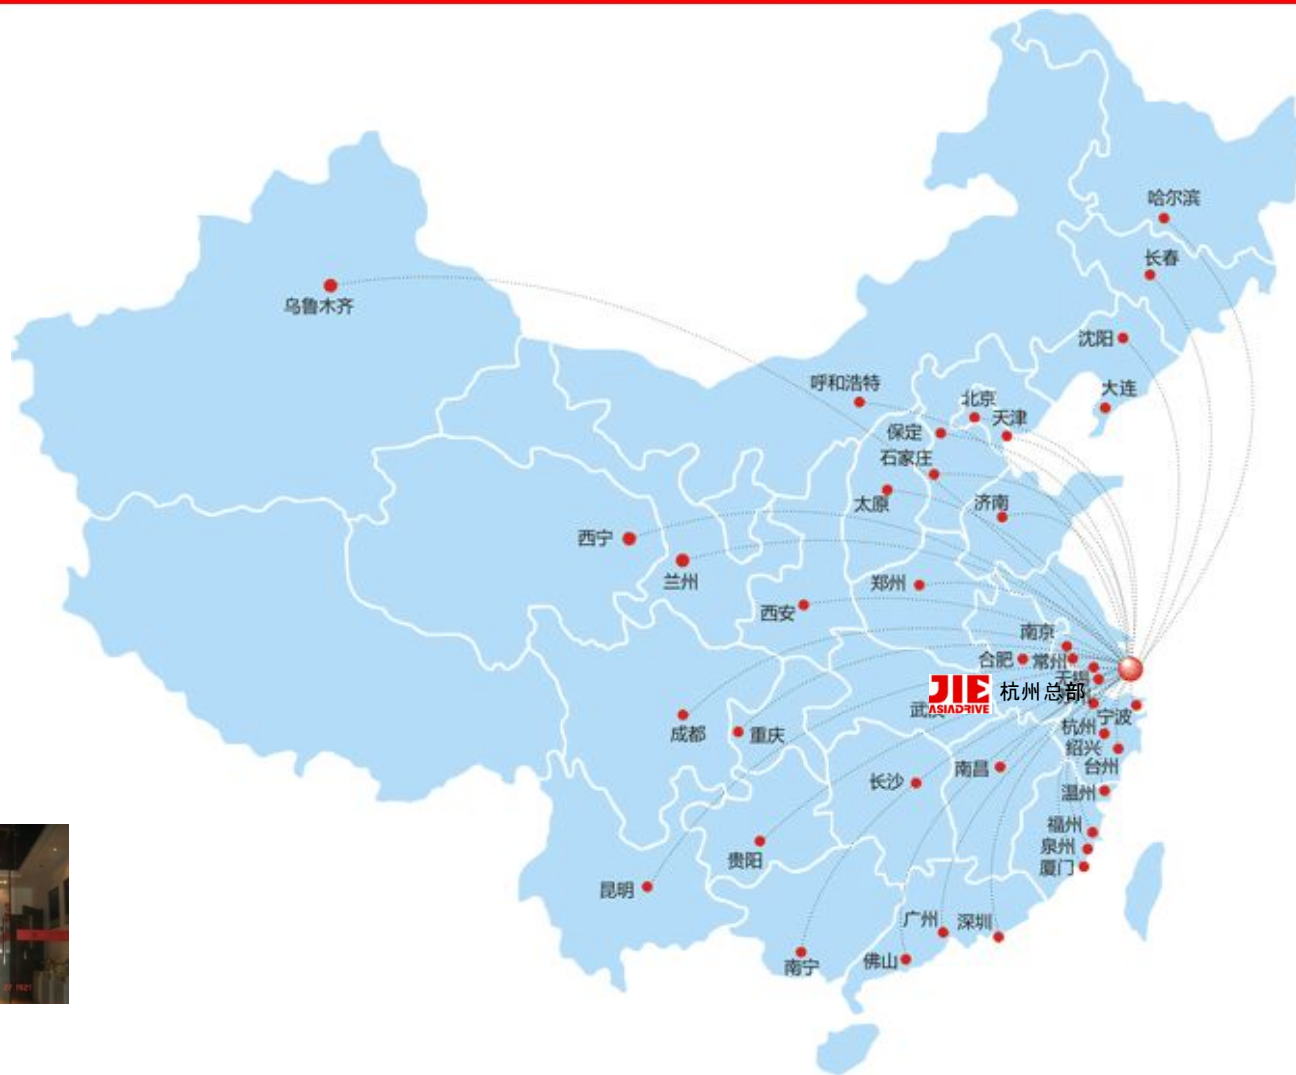 哈尔滨
长春
沈阳
大连
乌鲁木齐
呼和浩特
北京
天津
保定
石家庄
太原
济南
西宁
兰州
郑州
西安
南京
合肥
常州
JIE
ASIADRIVE
杭州总部
宁波
成都
重庆
杭州
绍兴
台州
南昌
长沙
温州
福州
泉州
厦门
贵阳
昆明
广州
深圳
南宁
佛山